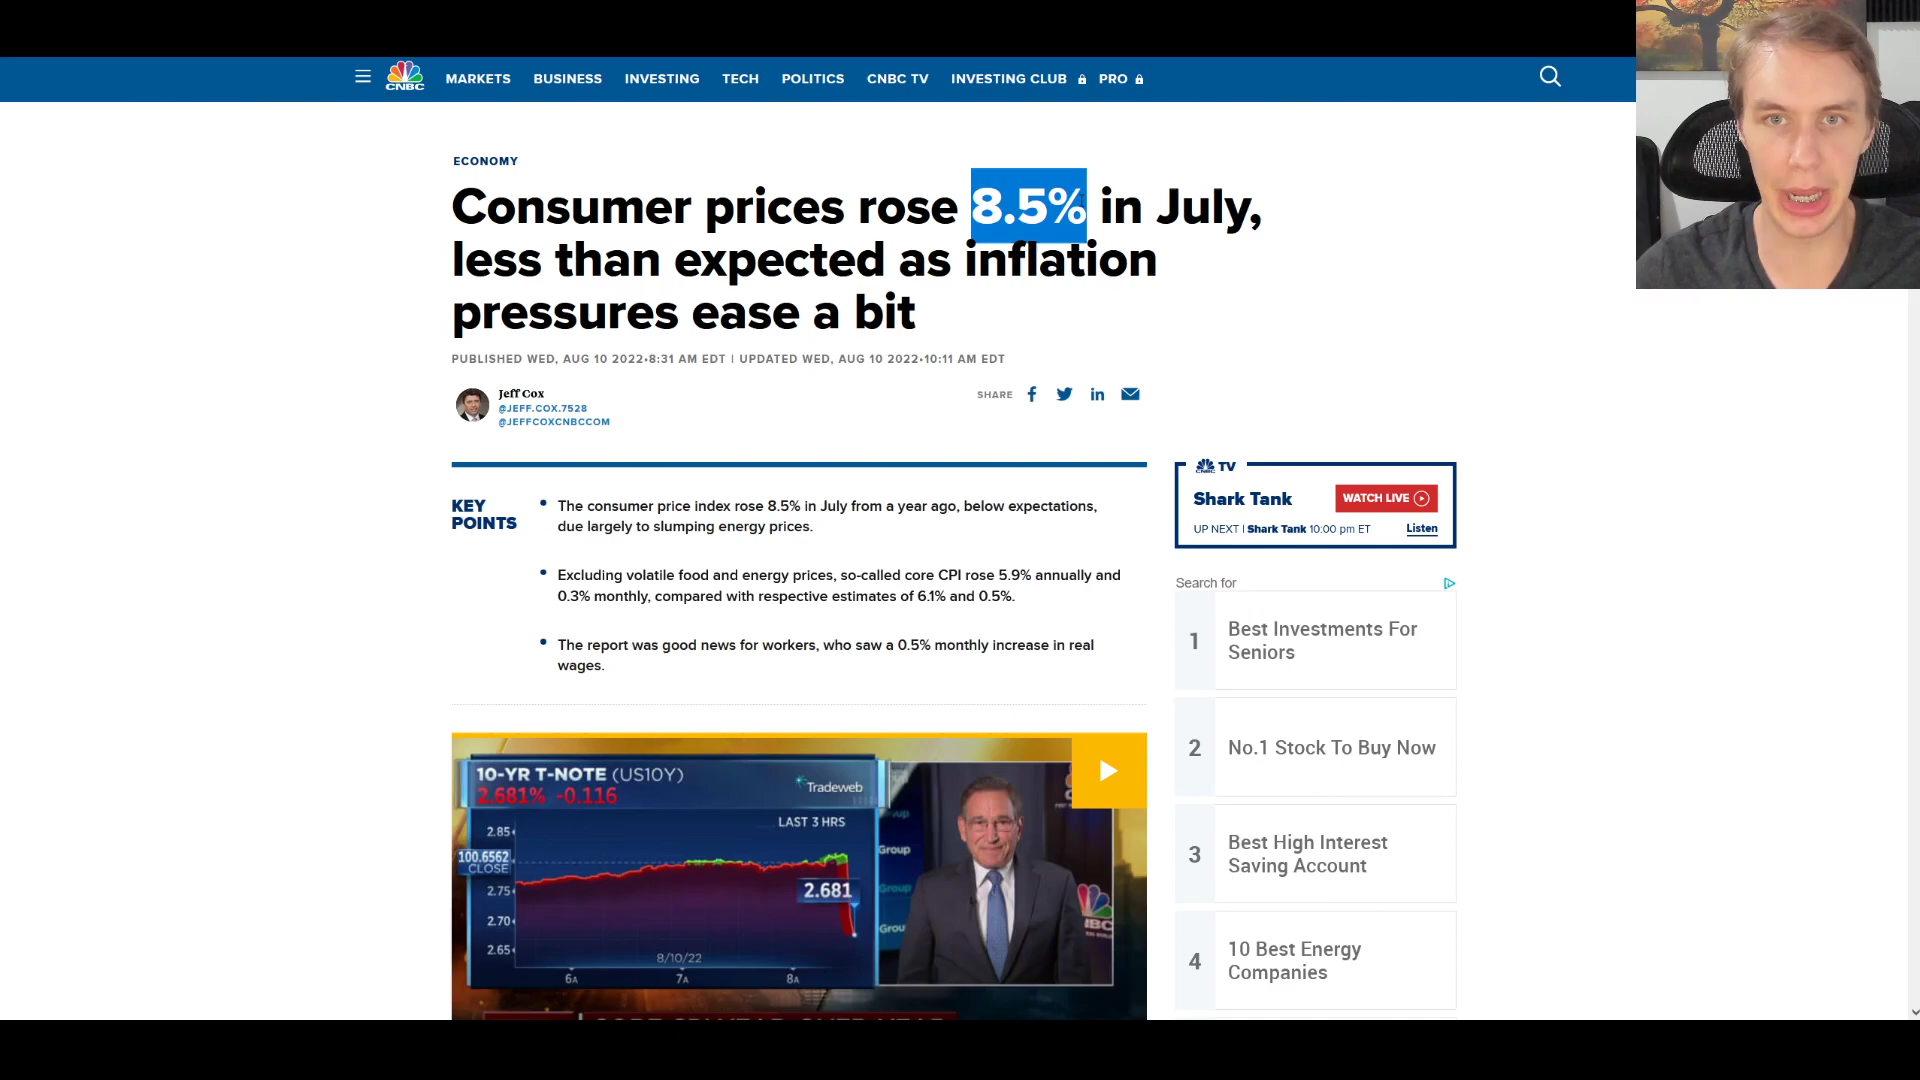 CNBC
MARKETS
BUSINESS
INVESTING
TECH
POLITICS
CNBC TV
INVESTING CLUB
PRO
ECONOMY
Consumer prices rose 8.5% in July,
less than expected as inflation
pressures ease a bit
PUBLISHED WED, AUG 10 2022•8:31 AM EDT | UPDATED WED, AUG 10 2022•10:11 AM EDT
Jeff Cox
@JEFF.COX.7528
@JEFFCOXCNBCCOM
SHARE
KEY
POINTS
The consumer price index rose 8.5% in July from a year ago, below expectations,
due largely to slumping energy prices.
Excluding volatile food and energy prices, so-called core CPI rose 5.9% annually and
0.3% monthly, compared with respective estimates of 6.1% and 0.5%.
The report was good news for workers, who saw a 0.5% monthly increase in real
wages.
CNBC TV
Shark Tank
WATCH LIVE
UP NEXT | Shark Tank 10:00 pm ET
Listen
Search for
1
Best Investments For
Seniors
2
No.1 Stock To Buy Now
3
Best High Interest
Saving Account
4
10 Best Energy
Companies
10-YR T-NOTE (US10Y)
2.681% -0.116
Tradeweb
LAST 3 HRS
2.85
100.6562
CLOSE
2.75
2.70
2.65
2.681
8/10/22
6A
7A
8A
Group
Group